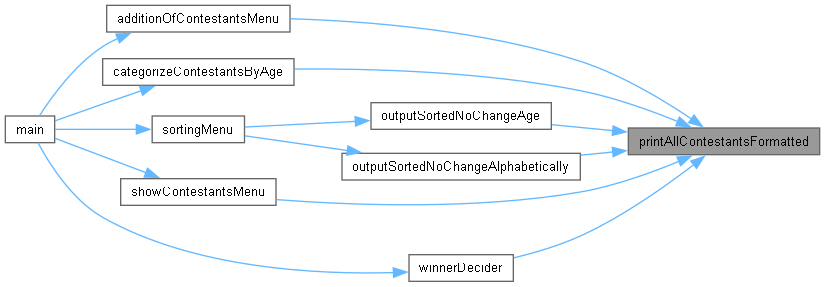 additionOfContestantsMenu
categorizeContestantsByAge
main
sortingMenu
outputSortedNoChangeAge
printAllContestantsFormatted
outputSortedNoChangeAlphabetically
showContestantsMenu
winnerDecider